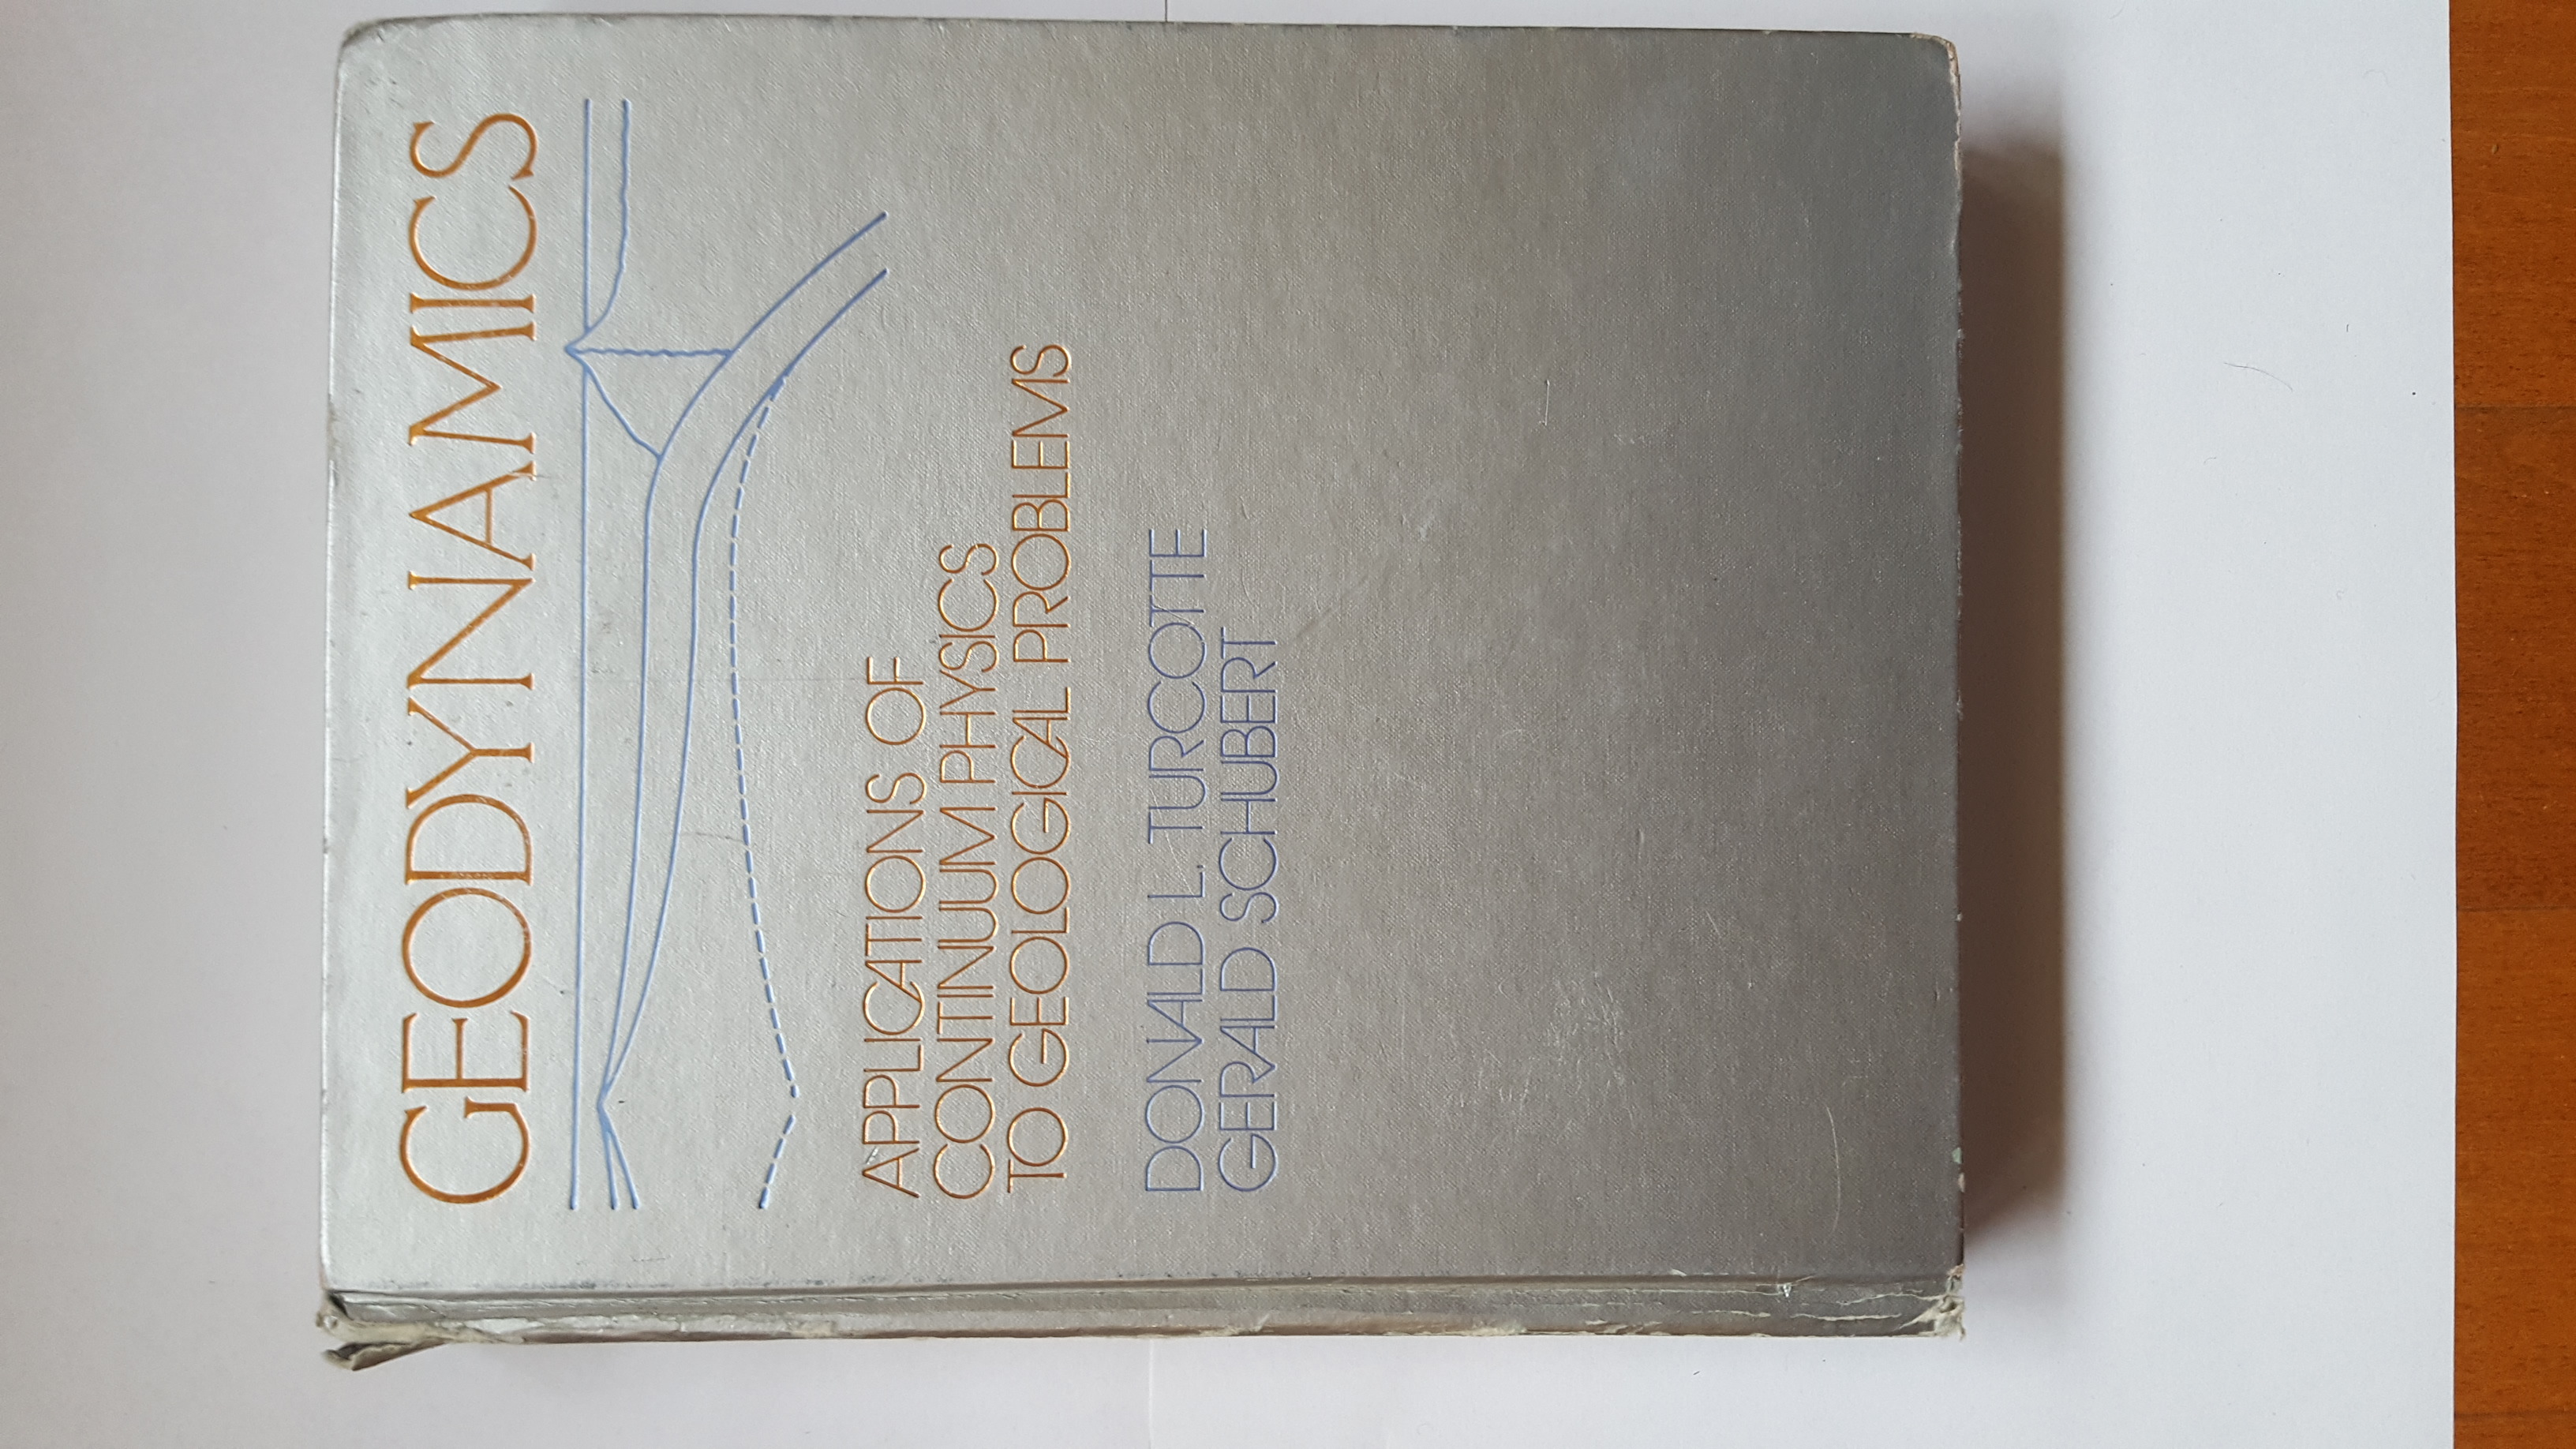 GEODYNAMICS
APPLICATIONS OF
CONTINUUM PHYSICS
TO GEOLOGICAL PROBLEMS
DONALD L. TURCOTTE
GERALD SCHUBERT